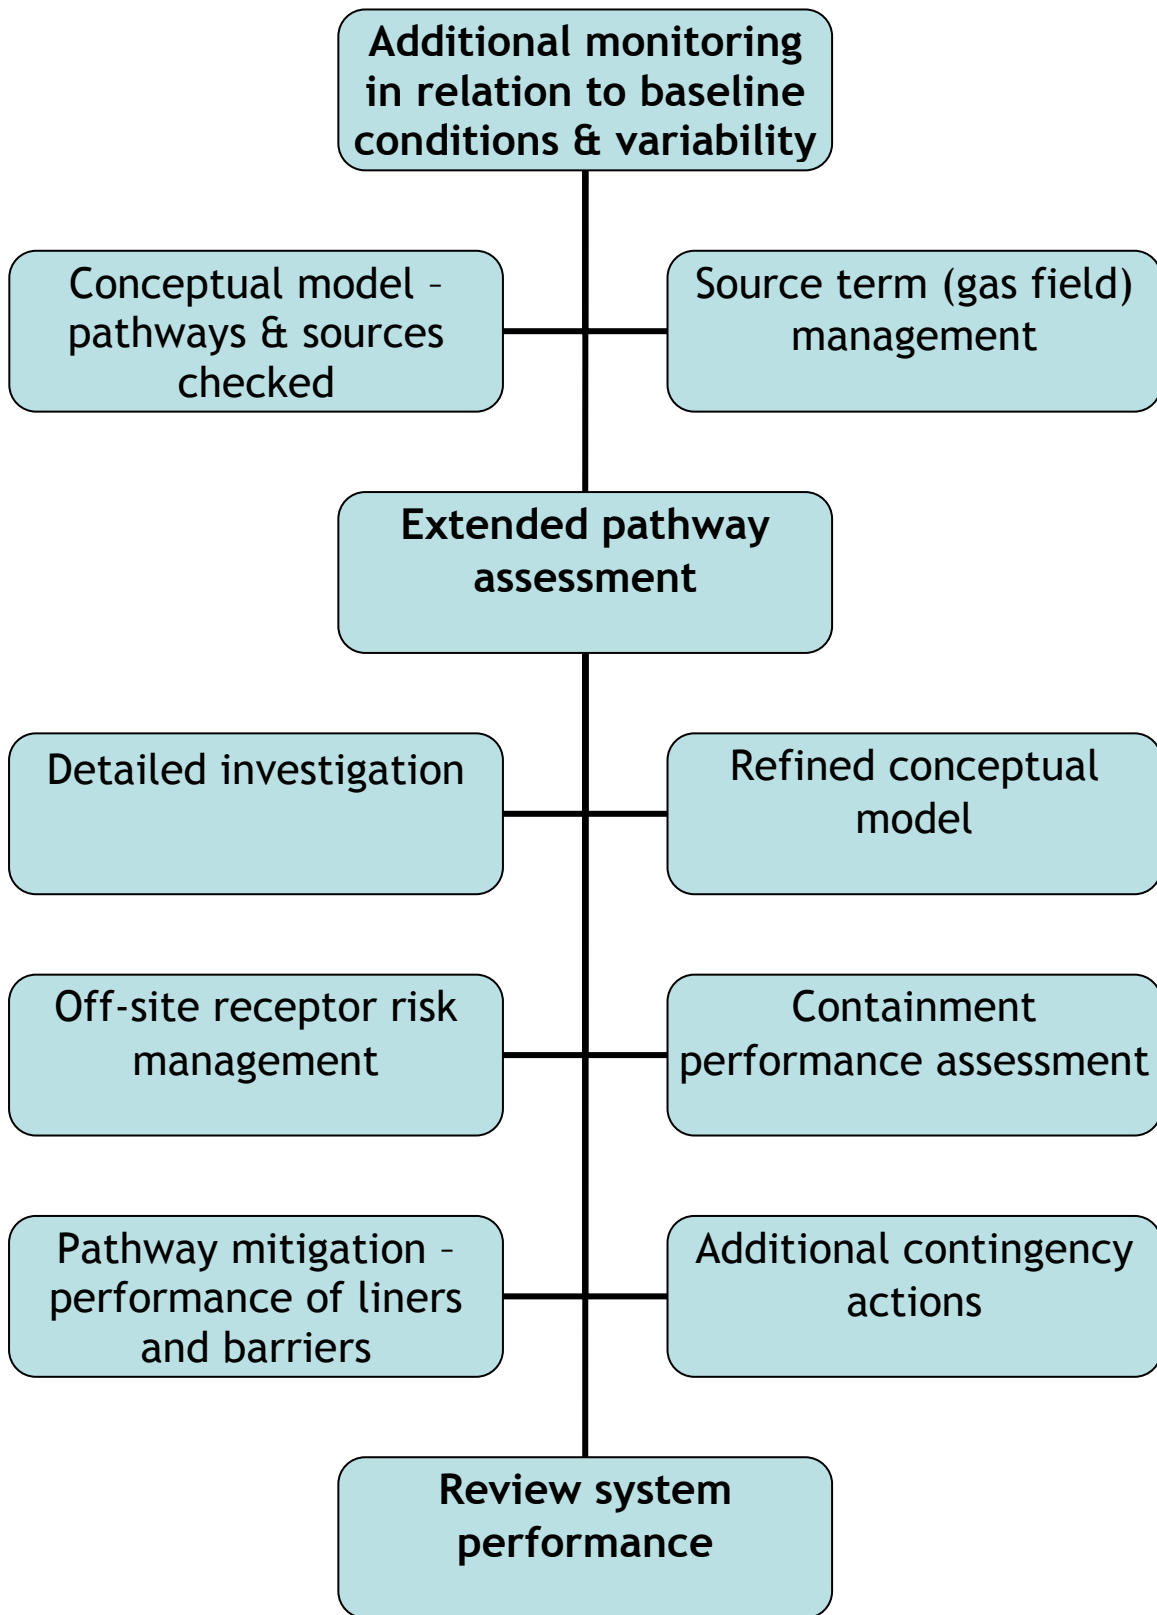 Additional monitoring
in relation to baseline
conditions & variability
Conceptual model –
pathways & sources
checked
Source term (gas field)
management
Extended pathway
assessment
Detailed investigation
Refined conceptual
model
Off-site receptor risk
management
Containment
performance assessment
Pathway mitigation –
performance of liners
and barriers
Additional contingency
actions
Review system
performance